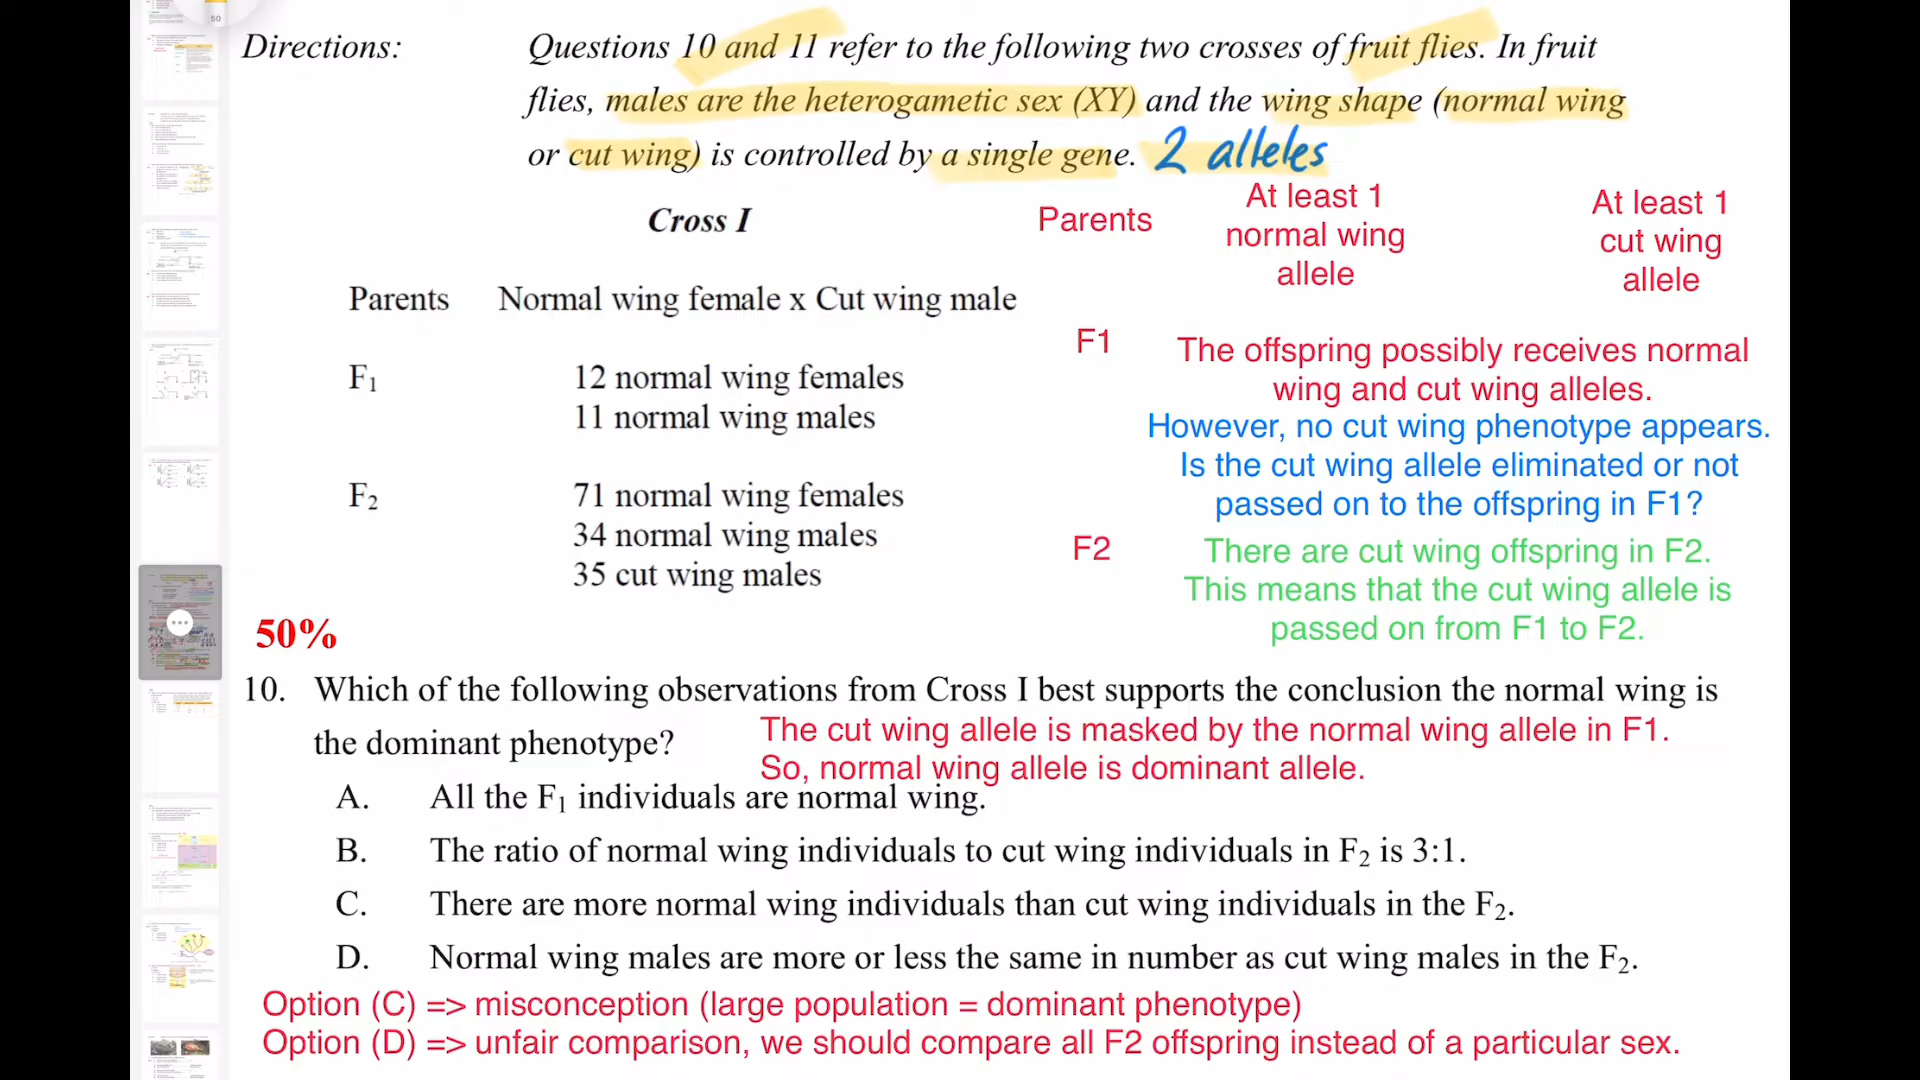 50
Directions:
Questions 10 and 11 refer to the following two crosses of fruit flies. In fruit
flies, males are the heterogametic sex (XY) and the wing shape (normal wing
or cut wing) is controlled by a single gene. 2 alleles
Cross I
Parents
At least 1
normal wing
allele
At least 1
cut wing
allele
Parents Normal wing female x Cut wing male
F1 12 normal wing females
11 normal wing males
F2 71 normal wing females
34 normal wing males
35 cut wing males
F1
The offspring possibly receives normal
wing and cut wing alleles.
However, no cut wing phenotype appears.
Is the cut wing allele eliminated or not
passed on to the offspring in F1?
F2
There are cut wing offspring in F2.
This means that the cut wing allele is
passed on from F1 to F2.
50%
10. Which of the following observations from Cross I best supports the conclusion the normal wing is
the dominant phenotype?
The cut wing allele is masked by the normal wing allele in F1.
So, normal wing allele is dominant allele.
A. All the F1 individuals are normal wing.
B. The ratio of normal wing individuals to cut wing individuals in F2 is 3:1.
C. There are more normal wing individuals than cut wing individuals in the F2.
D. Normal wing males are more or less the same in number as cut wing males in the F2.
Option (C) => misconception (large population = dominant phenotype)
Option (D) => unfair comparison, we should compare all F2 offspring instead of a particular sex.